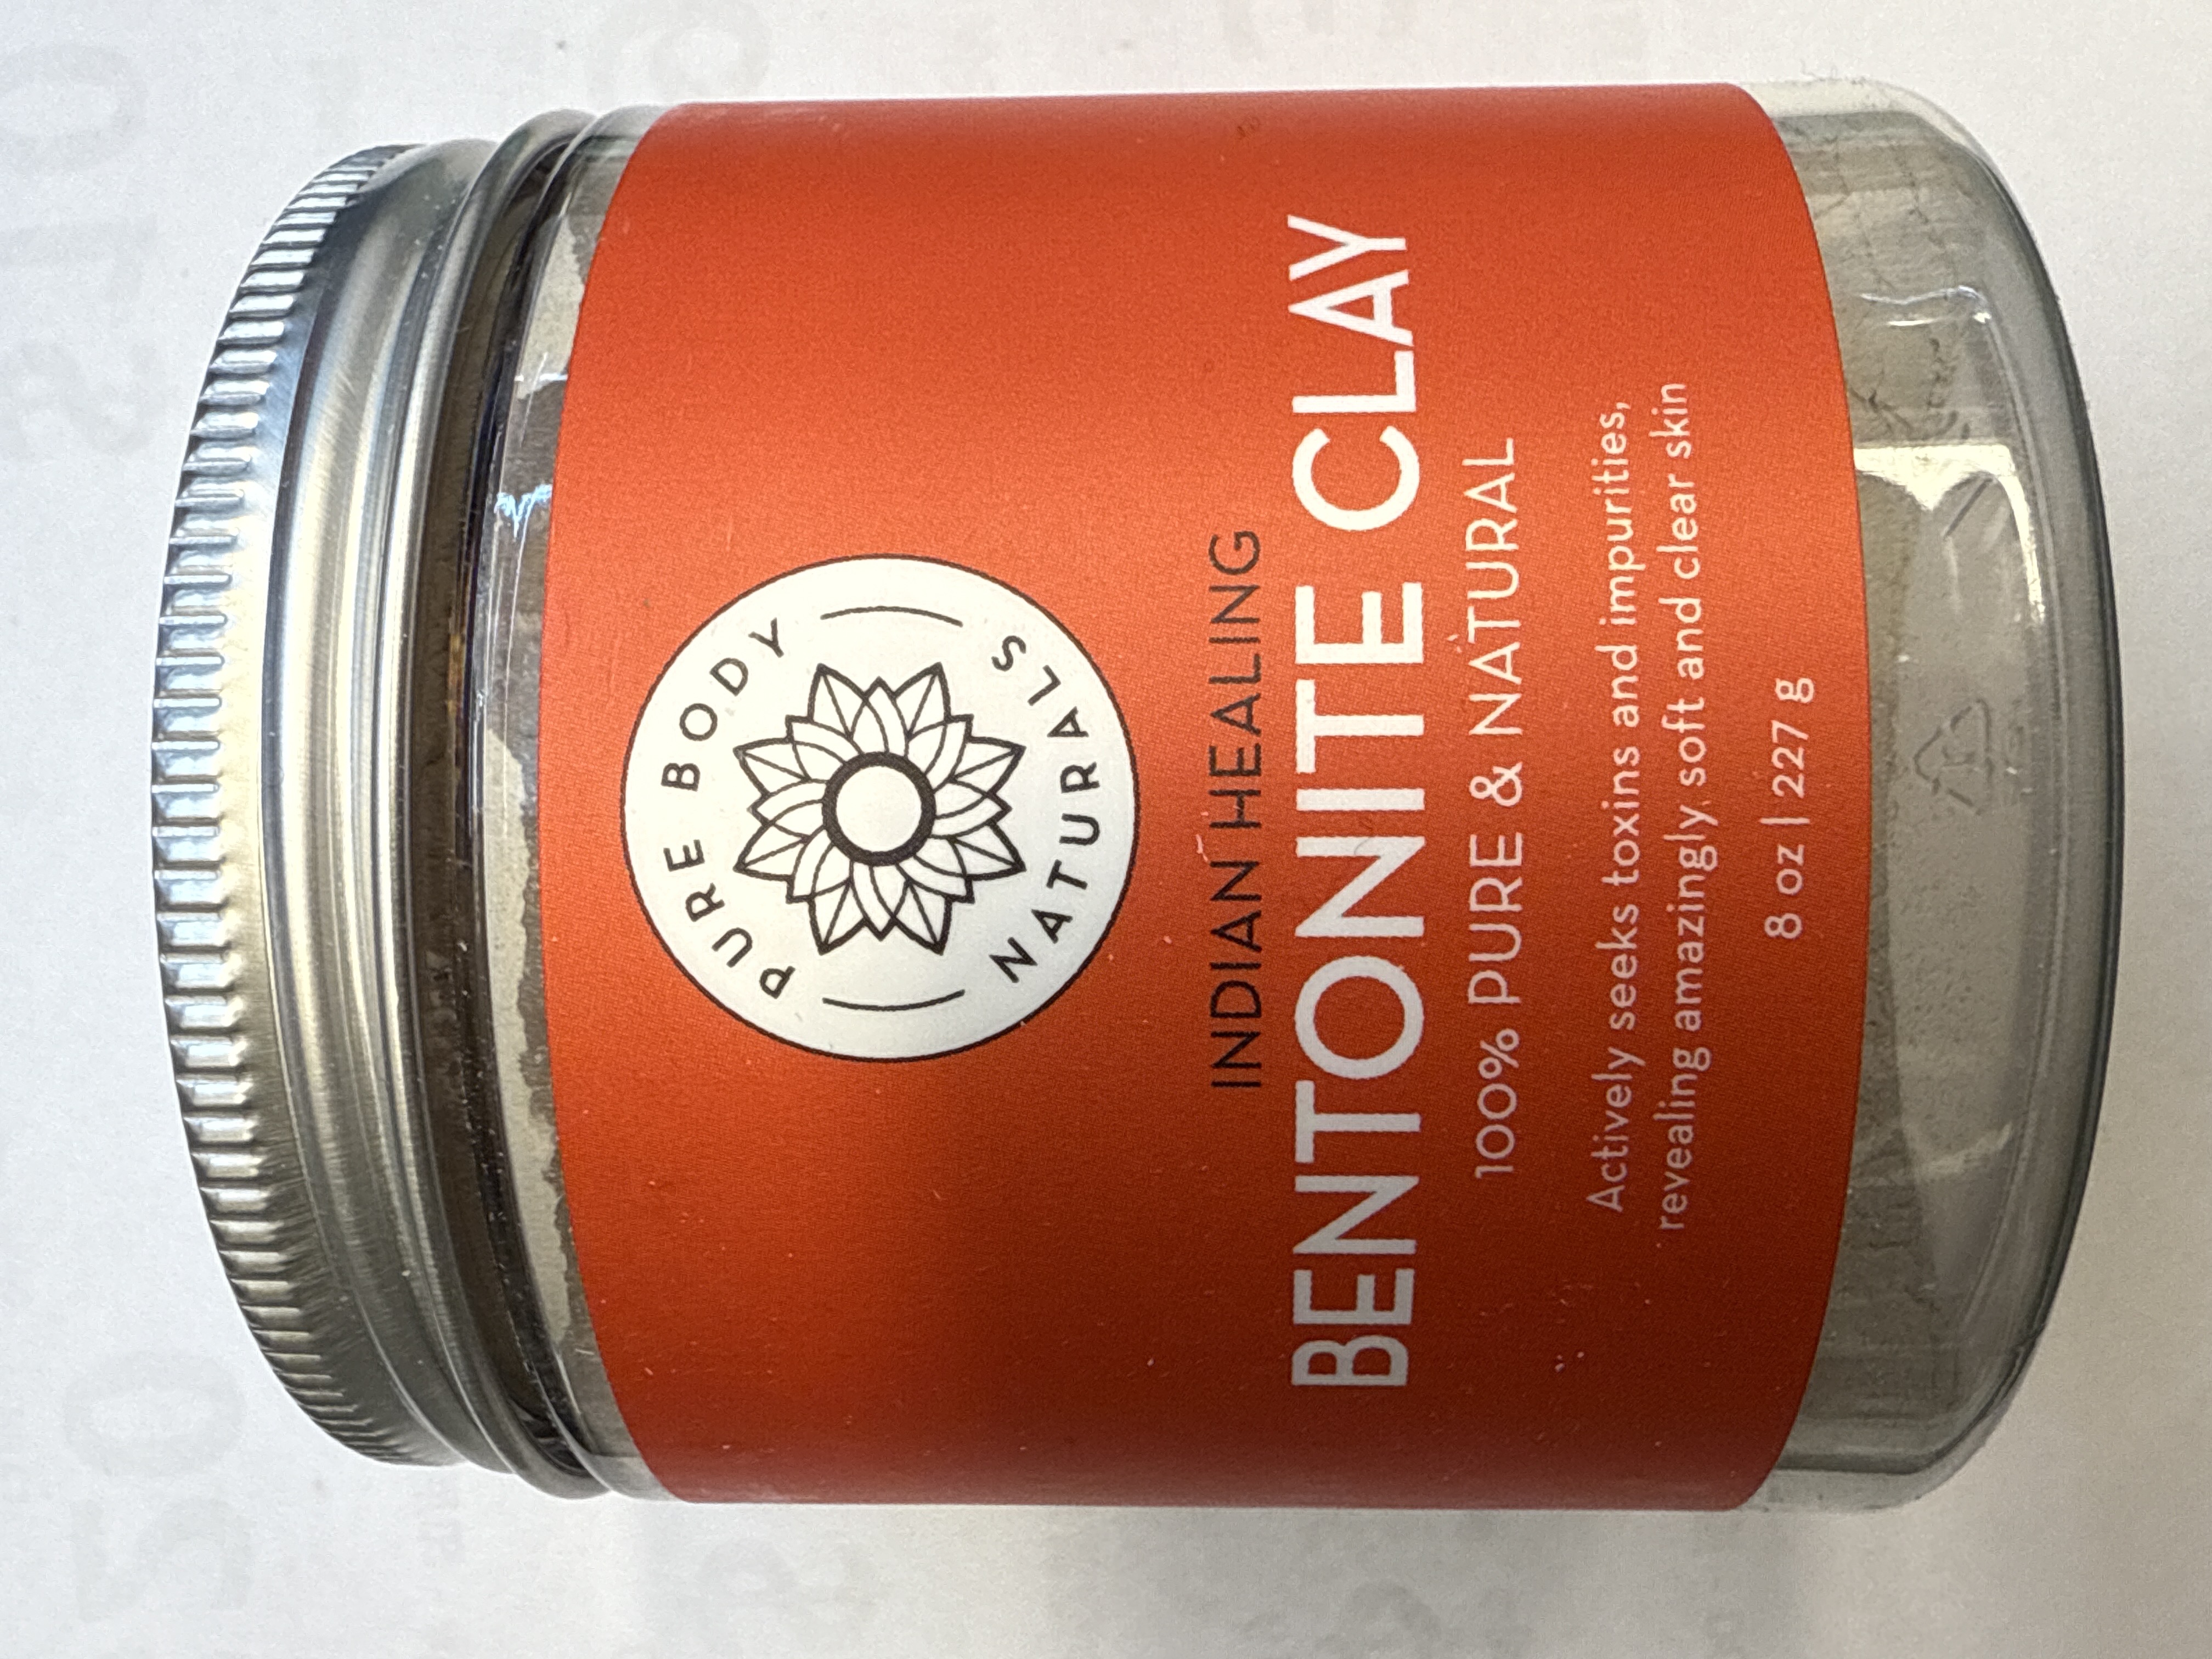 PURE BODY
NATURALS
INDIAN HEALING
BENTONITE CLAY
100% PURE & NATURAL
Actively seeks toxins and impurities,
revealing amazingly soft and clear skin
8 oz | 227 g